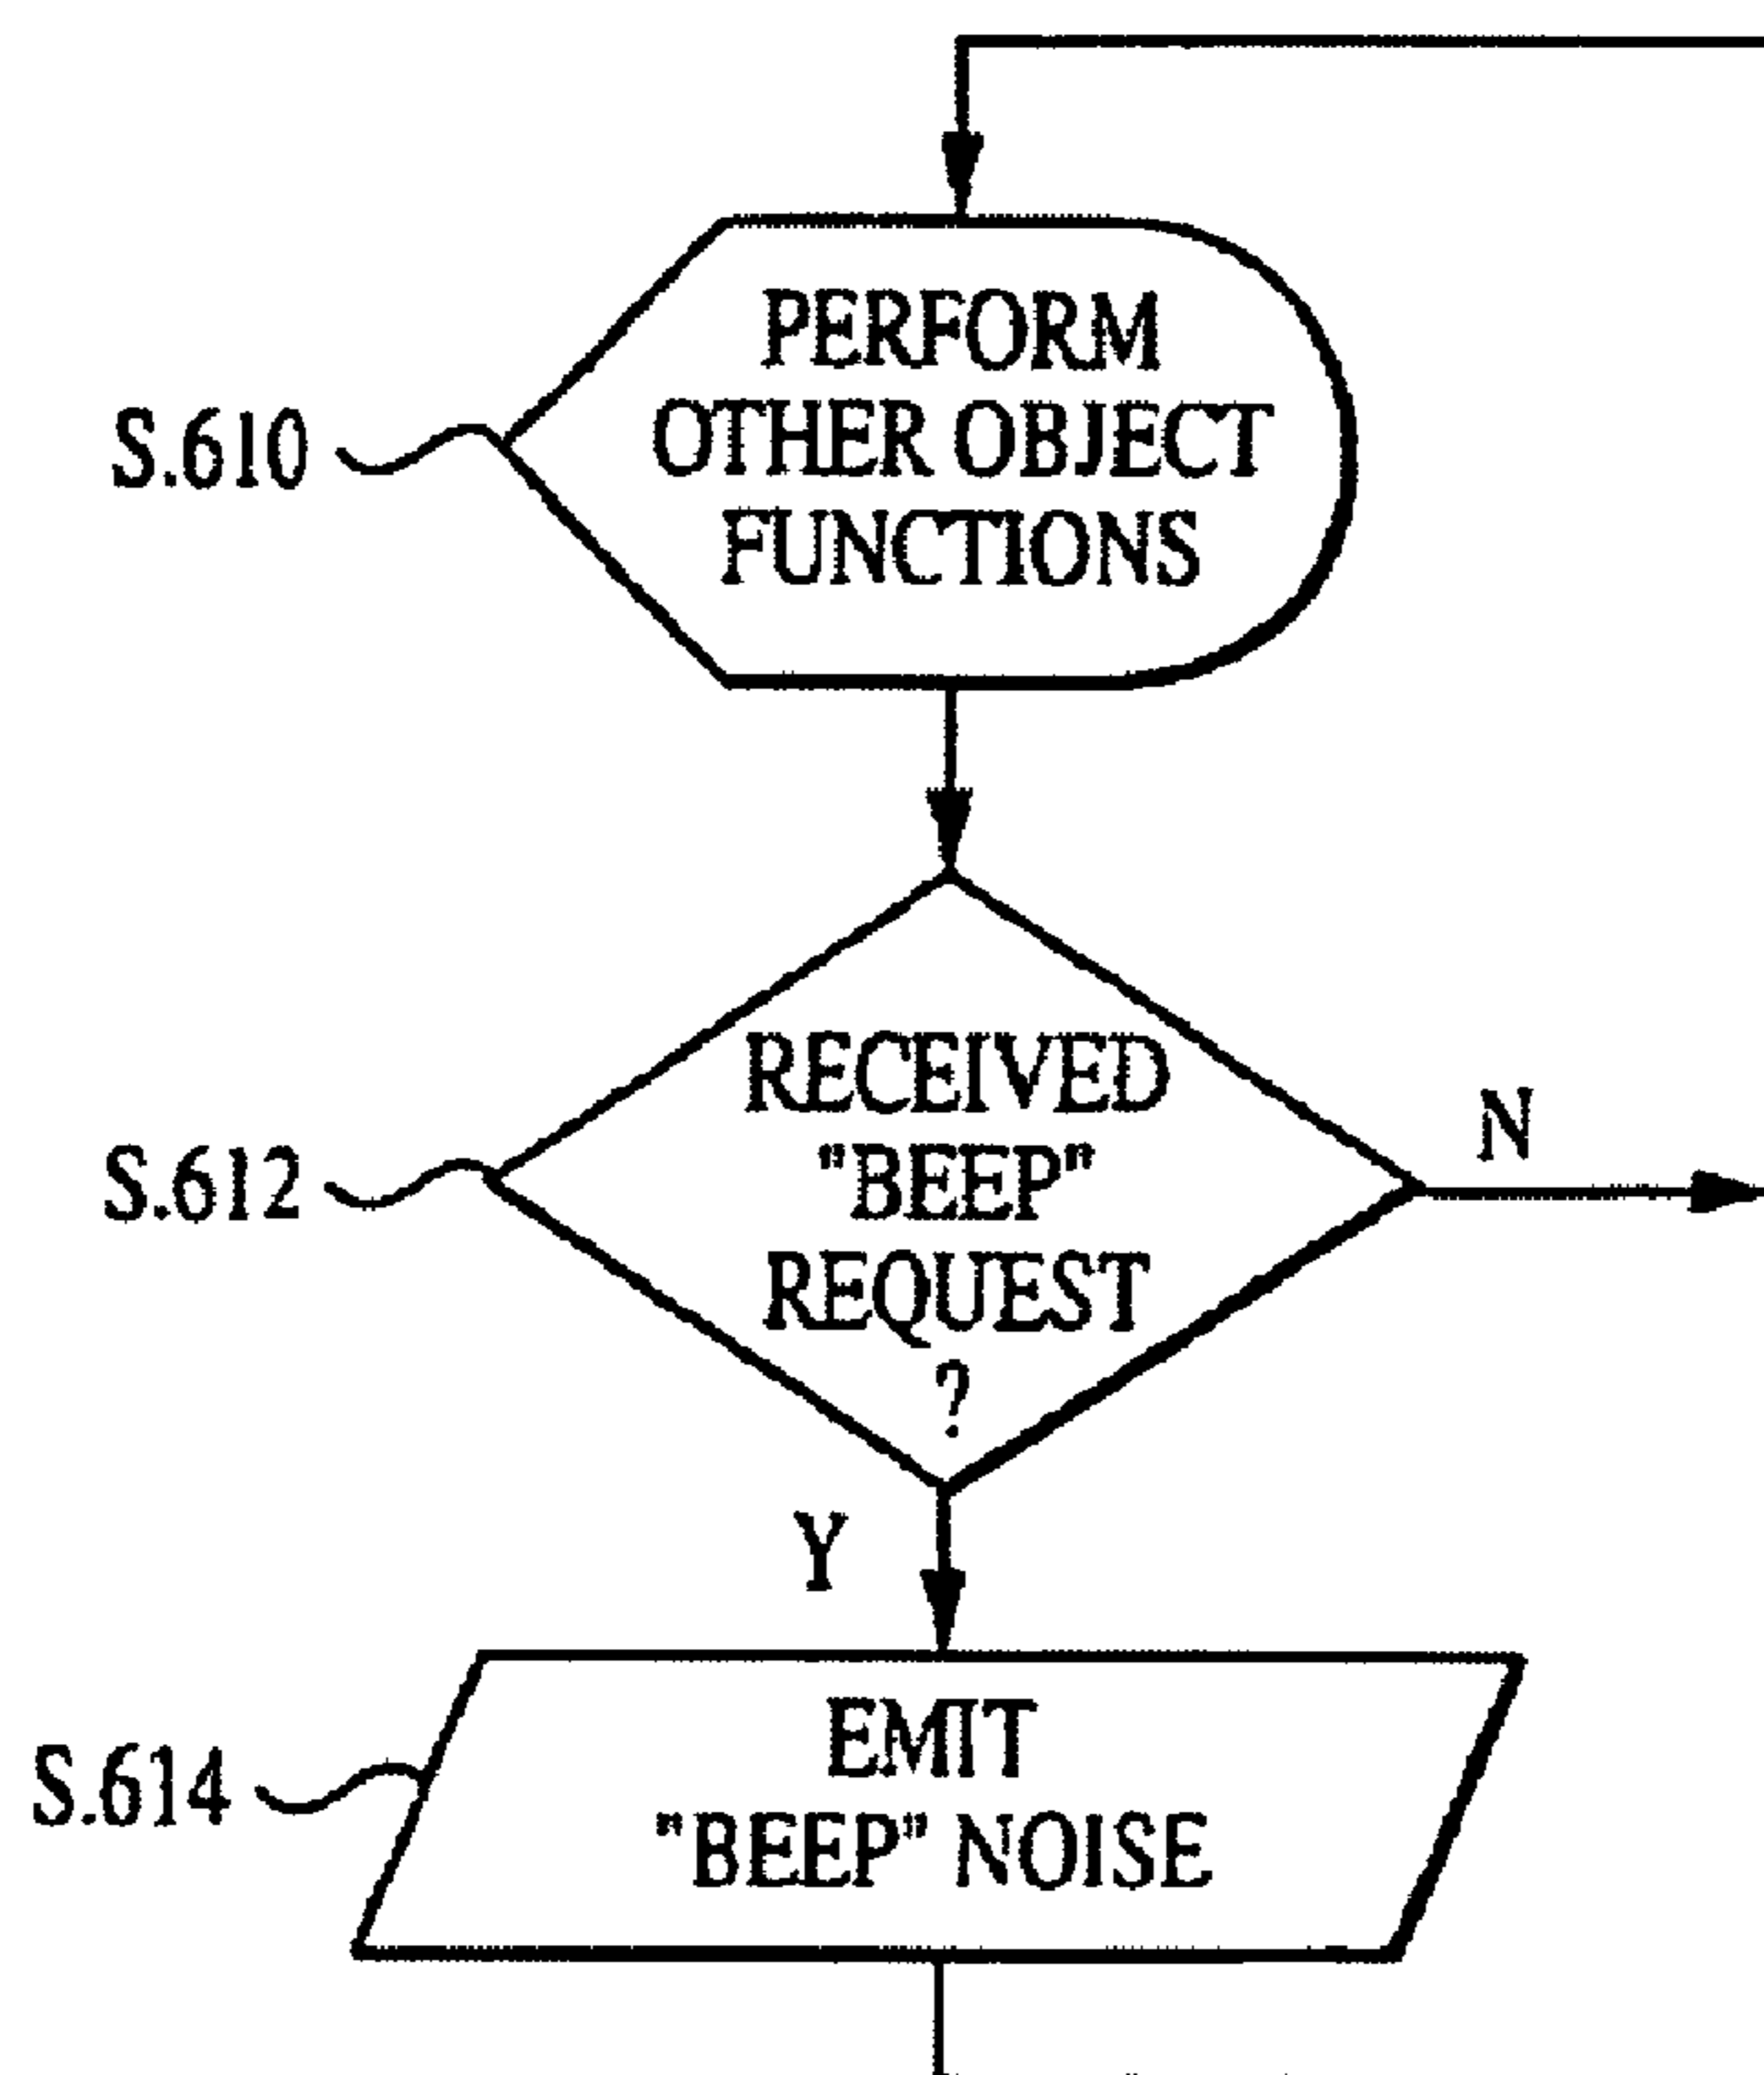 PERFORM
OTHER OBJECT
FUNCTIONS
S.610
RECEIVED
"BEEP"
REQUEST
?
S.612
N
Y
EMIT
"BEEP" NOISE
S.614